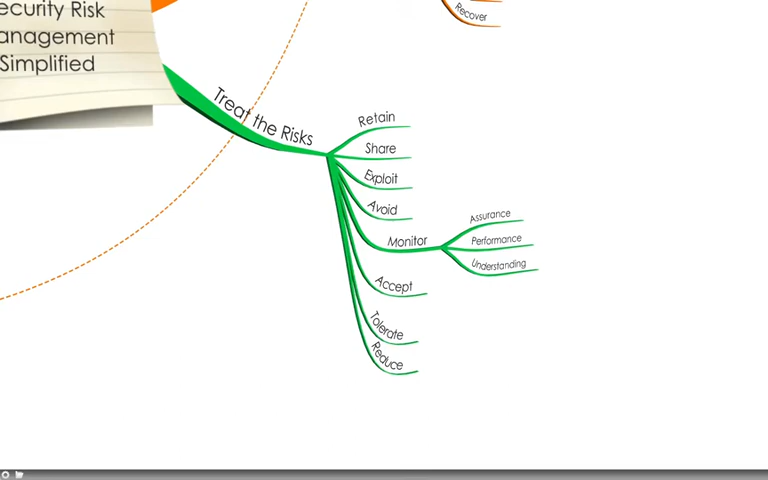 ecurity Risk
anagement
Simplified
Recover
Treat the Risks
Retain
Share
Exploit
Avoid
Monitor
Assurance
Performance
Understanding
Accept
Tolerate
Reduce